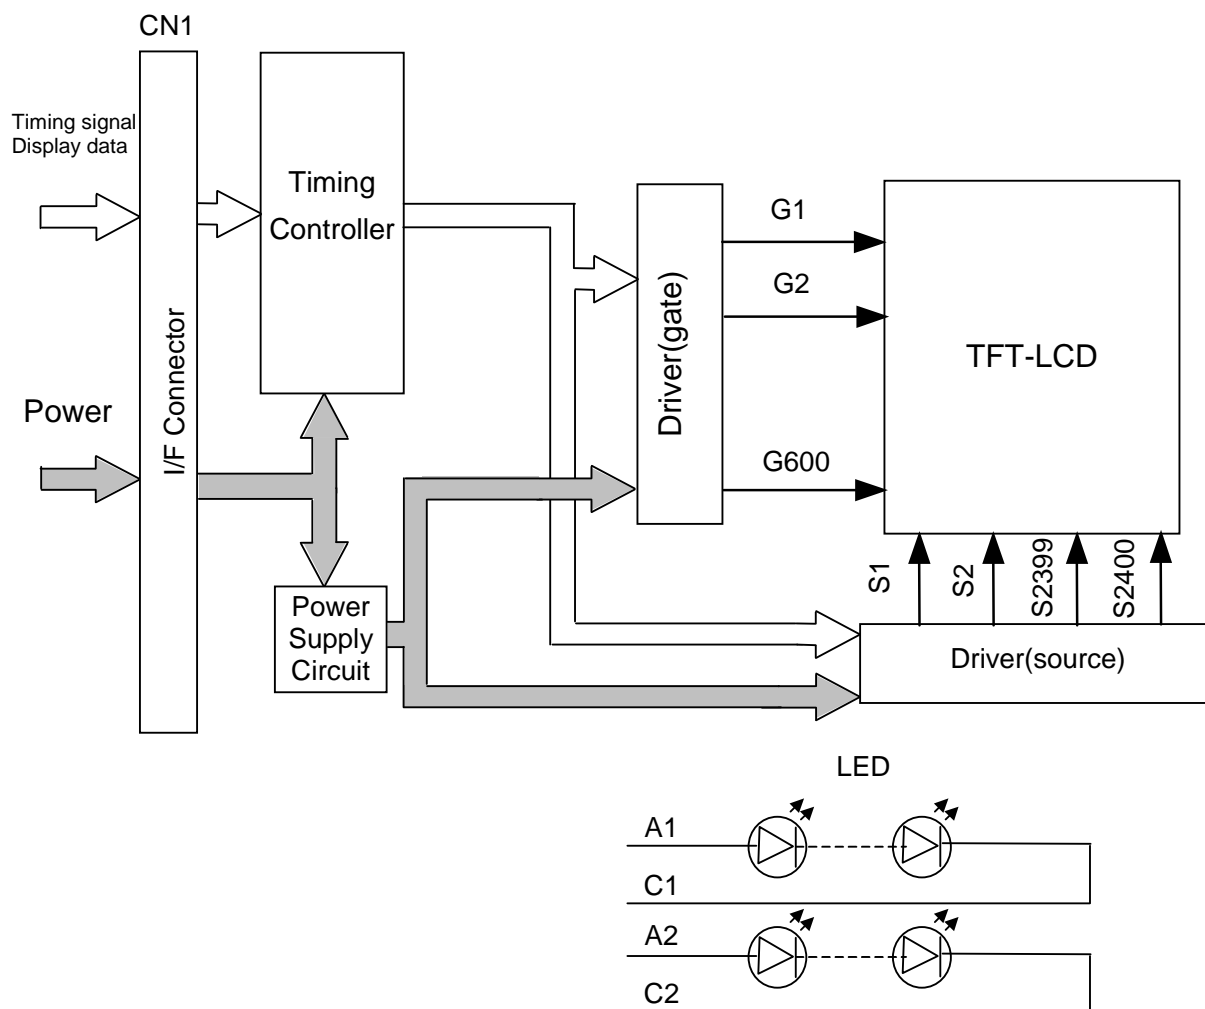 CN1
Timing signal
Display data
Power
I/F Connector
Timing
Controller
Power
Supply
Circuit
Driver(gate)
G1
G2
G600
TFT-LCD
S1
S2
S2399
S2400
Driver(source)
LED
A1
C1
A2
C2